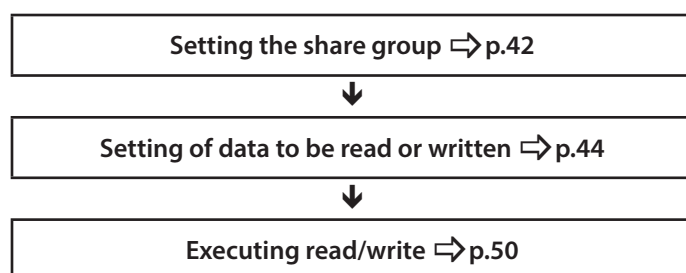 Setting the share group ⇨ p.42
Setting of data to be read or written ⇨ p.44
Executing read/write ⇨ p.50